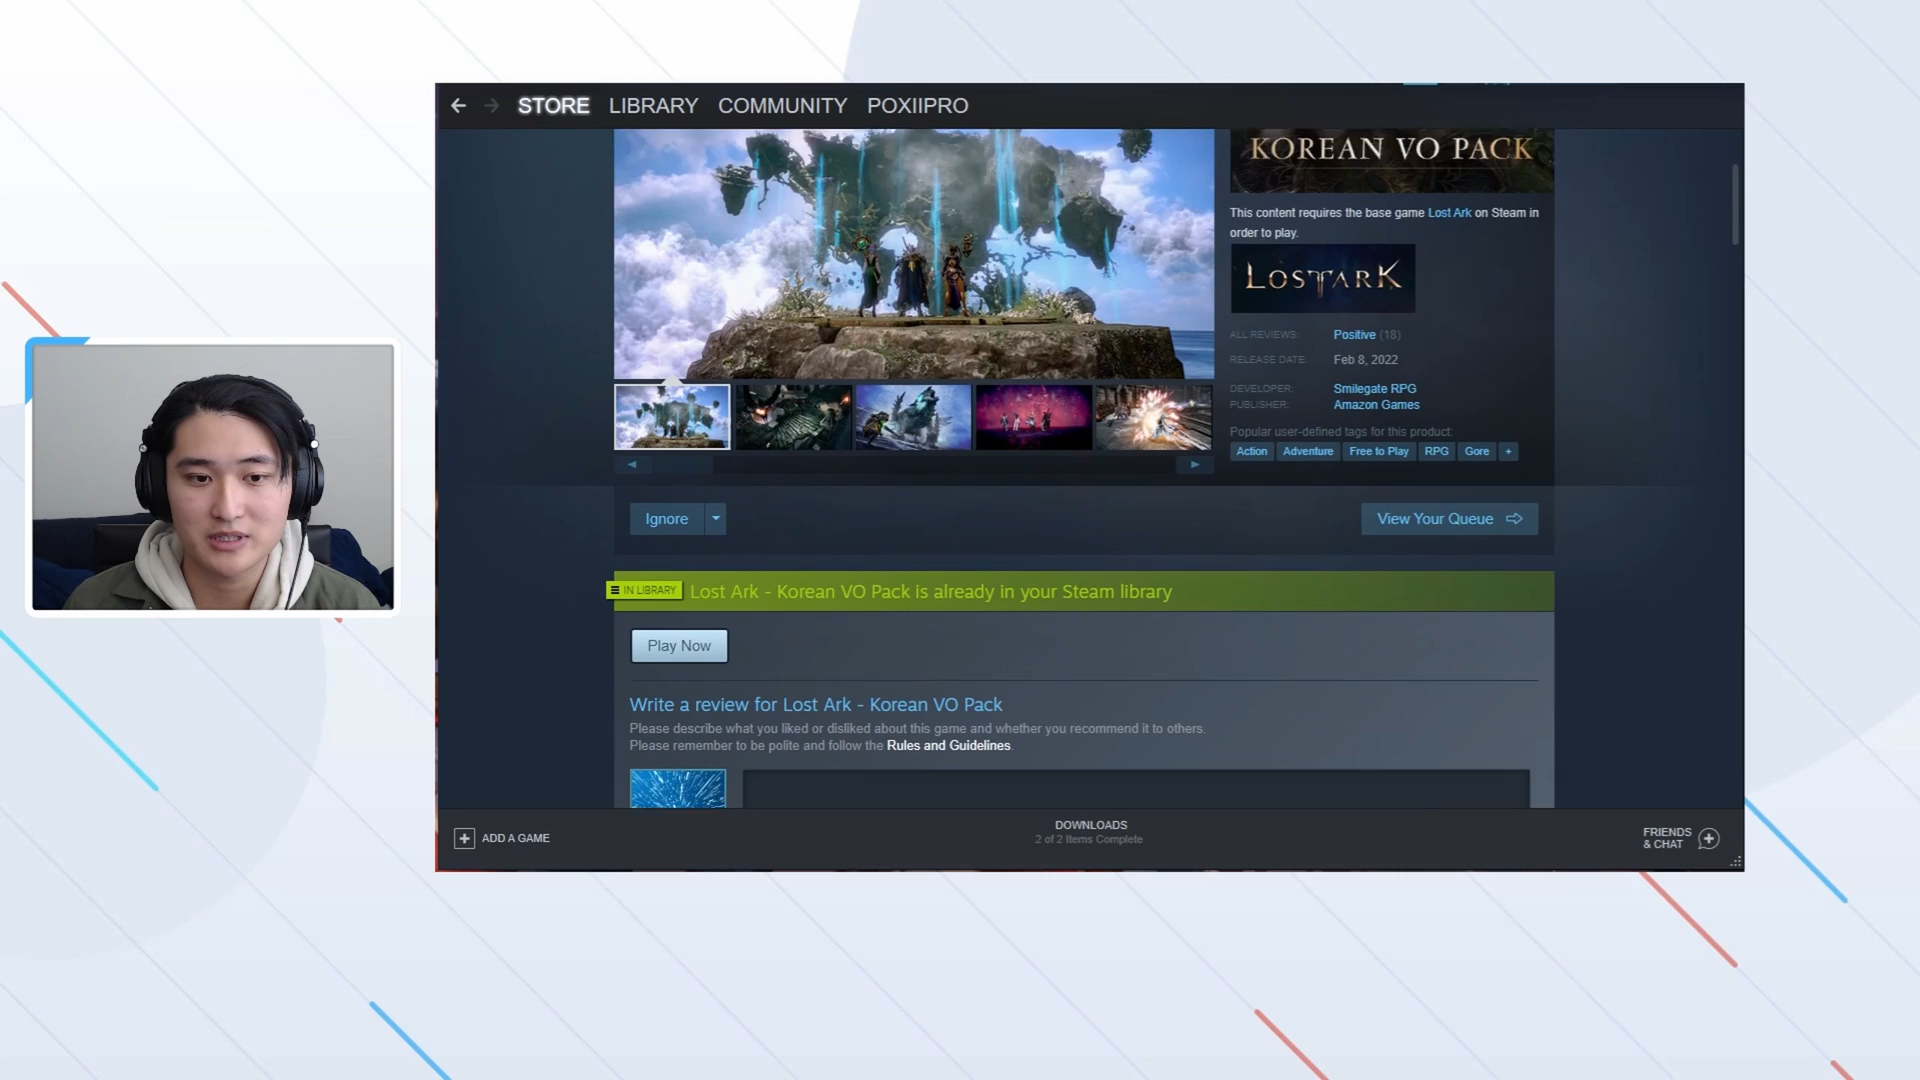 STORE LIBRARY COMMUNITY POXIIPRO
KOREAN VO PACK
This content requires the base game Lost Ark on Steam in
order to play.
LOST ARK
ALL REVIEWS: Positive (18)
RELEASE DATE: Feb 8, 2022
DEVELOPER: Smilegate RPG
PUBLISHER: Amazon Games
Popular user-defined tags for this product:
Action Adventure Free to Play RPG Gore +
Ignore
View Your Queue
IN LIBRARY Lost Ark - Korean VO Pack is already in your Steam library
Play Now
Write a review for Lost Ark - Korean VO Pack
Please describe what you liked or disliked about this game and whether you recommend it to others.
Please remember to be polite and follow the Rules and Guidelines.
ADD A GAME
DOWNLOADS
2 of 2 Items Complete
FRIENDS
& CHAT